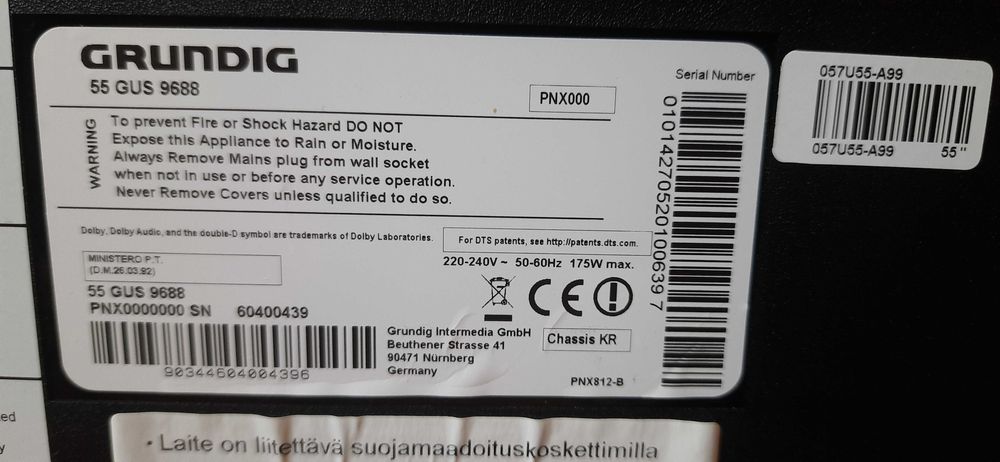 GRUNDIG
55 GUS 9688
PNX000
Serial Number
WARNING
To prevent Fire or Shock Hazard DO NOT
Expose this Appliance to Rain or Moisture.
Always Remove Mains plug from wall socket
when not in use or before any service operation.
Never Remove Covers unless qualified to do so.
Dolby, Dolby Audio, and the double-D symbol are trademarks of Dolby Laboratories.
For DTS patents, see http://patents.dts.com.
220-240V ~ 50-60Hz 175W max.
MINISTERO P.T.
(D.M.26.03.92)
55 GUS 9688
PNX0000000 SN 60400439
90344604004396
Grundig Intermedia GmbH
Beuthener Strasse 41
90471 Nürnberg
Germany
CE
Chassis KR
PNX812-B
0101427052010063 97
057U55-A99
057U55-A99 55"
ed
y
• Laite on liitettävä suojamaadoituskoskettimilla